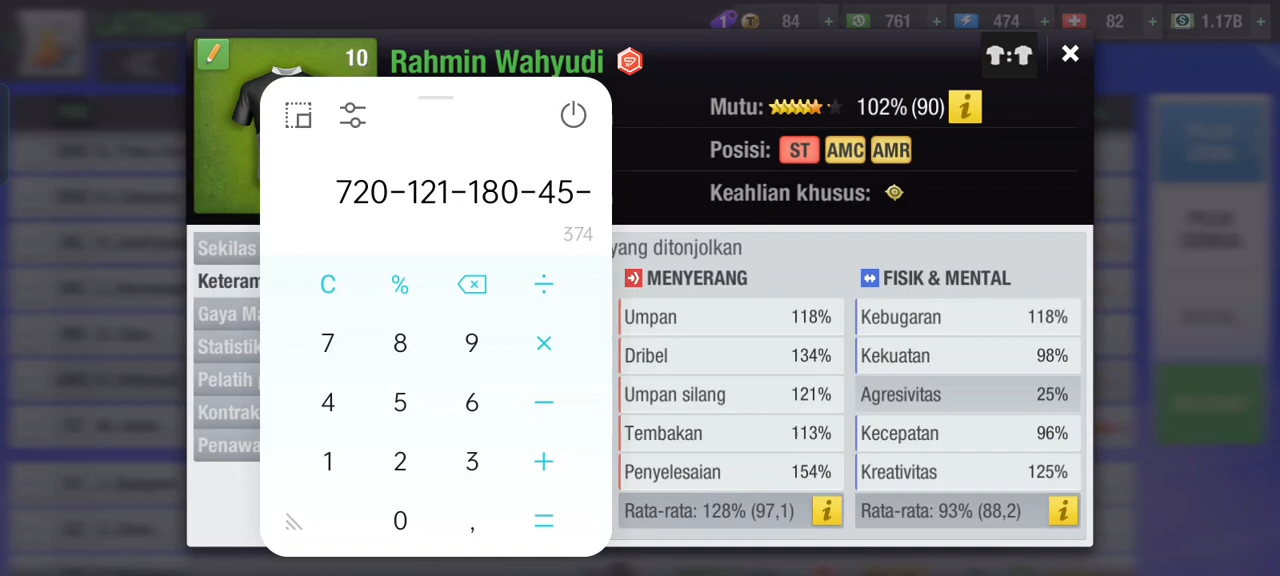 1 T 84 + 761 + 474 + 82 + 1.17B +
10 Rahmin Wahyudi
Mutu: 102% (90) i
Posisi: ST AMC AMR
Keahlian khusus:
720−121−180−45−
374
C % ÷
7 8 9 ×
4 5 6 −
1 2 3 +
0 , =
Sekilas
Keteram
Gaya Ma
Statistik
Pelatih p
Kontrak
Penawa
yang ditonjolkan
MENYERANG
Umpan 118%
Dribel 134%
Umpan silang 121%
Tembakan 113%
Penyelesaian 154%
Rata-rata: 128% (97,1) i
FISIK & MENTAL
Kebugaran 118%
Kekuatan 98%
Agresivitas 25%
Kecepatan 96%
Kreativitas 125%
Rata-rata: 93% (88,2) i